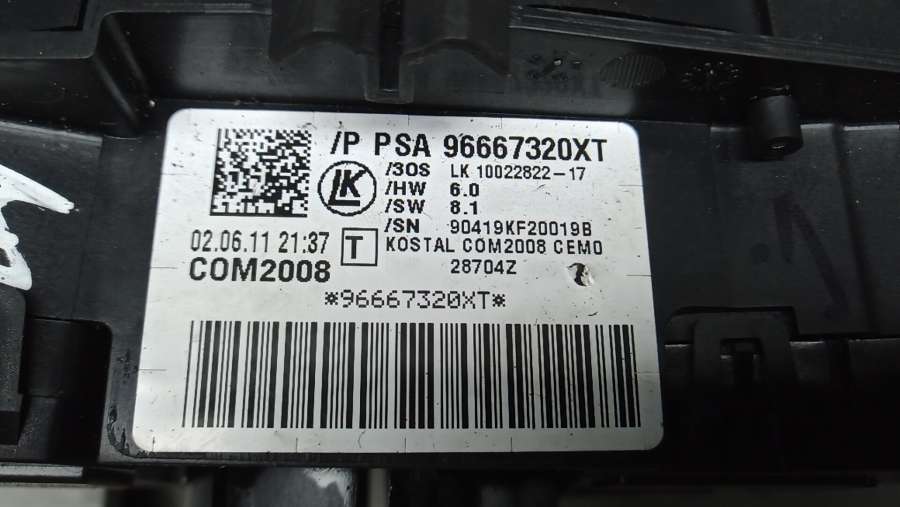 /P PSA 96667320XT
/3OS LK 10022822-17
LK
/HW 6.0
/SW 8.1
/SN 90419KF20019B
02.06.11 21:37 T KOSTAL COM2008 CEM0
COM2008 28704Z
*96667320XT*